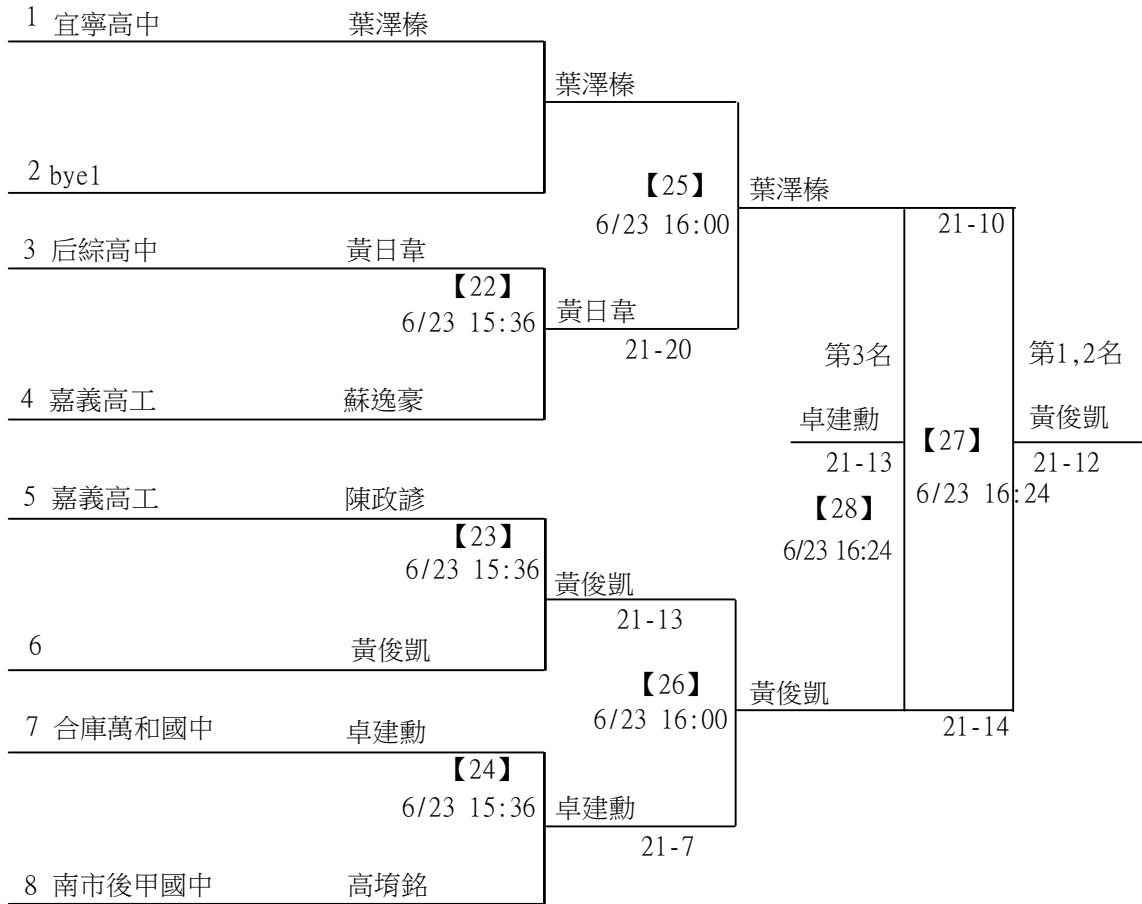 1 宜寧高中 葉澤榛
葉澤榛
2 bye1
【25】
葉澤榛
6/23 16:00
21-10
3 后綜高中 黃日韋
【22】
6/23 15:36
黃日韋
21-20
第3名
第1,2名
4 嘉義高工 蘇逸豪
卓建勳
黃俊凱
【27】
21-13
21-12
5 嘉義高工 陳政諺
6/23 16:24
【28】
【23】
6/23 16:24
6/23 15:36
黃俊凱
21-13
6 黃俊凱
【26】
黃俊凱
6/23 16:00
21-14
7 合庫萬和國中 卓建勳
【24】
6/23 15:36
卓建勳
21-7
8 南市後甲國中 高堉銘